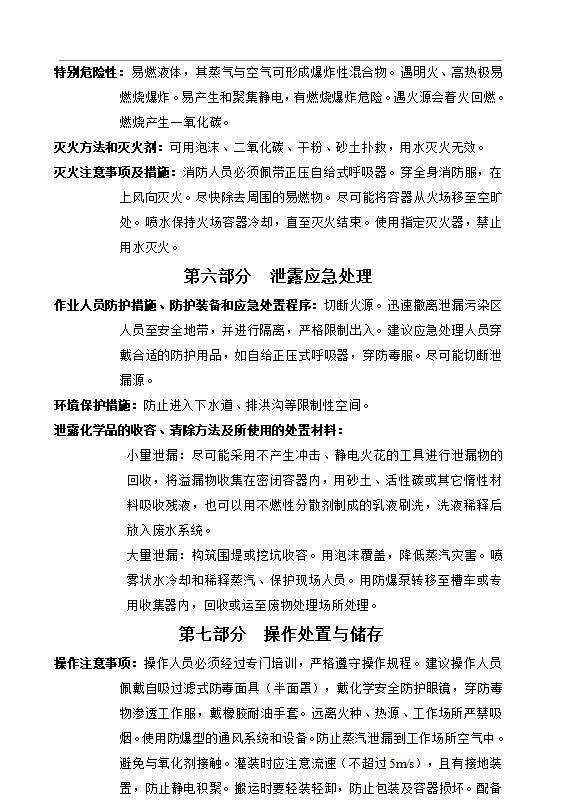 特别危险性：易燃液体，其蒸气与空气可形成爆炸性混合物。遇明火、高热极易
燃烧爆炸。易产生和聚集静电，有燃烧爆炸危险。遇火源会着火回燃。
燃烧产生一氧化碳。
灭火方法和灭火剂：可用泡沫、二氧化碳、干粉、砂土扑救，用水灭火无效。
灭火注意事项及措施：消防人员必须佩带正压自给式呼吸器。穿全身消防服，在
上风向灭火。尽快除去周围的易燃物。尽可能将容器从火场移至空旷
处。喷水保持火场容器冷却，直至灭火结束。使用指定灭火器，禁止
用水灭火。
第六部分 泄露应急处理
作业人员防护措施、防护装备和应急处置程序：切断火源。迅速撤离泄漏污染区
人员至安全地带，并进行隔离，严格限制出入。建议应急处理人员穿
戴合适的防护用品，如自给正压式呼吸器，穿防毒服。尽可能切断泄
漏源。
环境保护措施：防止进入下水道、排洪沟等限制性空间。
泄露化学品的收容、清除方法及所使用的处置材料：
小量泄漏：尽可能采用不产生冲击、静电火花的工具进行泄漏物的
回收，将溢漏物收集在密闭容器内，用砂土、活性碳或其它惰性材
料吸收残液，也可以用不燃性分散剂制成的乳液刷洗，洗液稀释后
放入废水系统。
大量泄漏：构筑围堤或挖坑收容。用泡沫覆盖，降低蒸汽灾害。喷
雾状水冷却和稀释蒸汽、保护现场人员。用防爆泵转移至槽车或专
用收集器内，回收或运至废物处理场所处理。
第七部分 操作处置与储存
操作注意事项：操作人员必须经过专门培训，严格遵守操作规程。建议操作人员
佩戴自吸过滤式防毒面具（半面罩），戴化学安全防护眼镜，穿防毒
物渗透工作服，戴橡胶耐油手套。远离火种、热源、工作场所严禁吸
烟。使用防爆型的通风系统和设备。防止蒸汽泄漏到工作场所空气中。
避免与氧化剂接触。灌装时应注意流速（不超过5m/s），且有接地装
置，防止静电积聚。搬运时要轻装轻卸，防止包装及容器损坏。配备